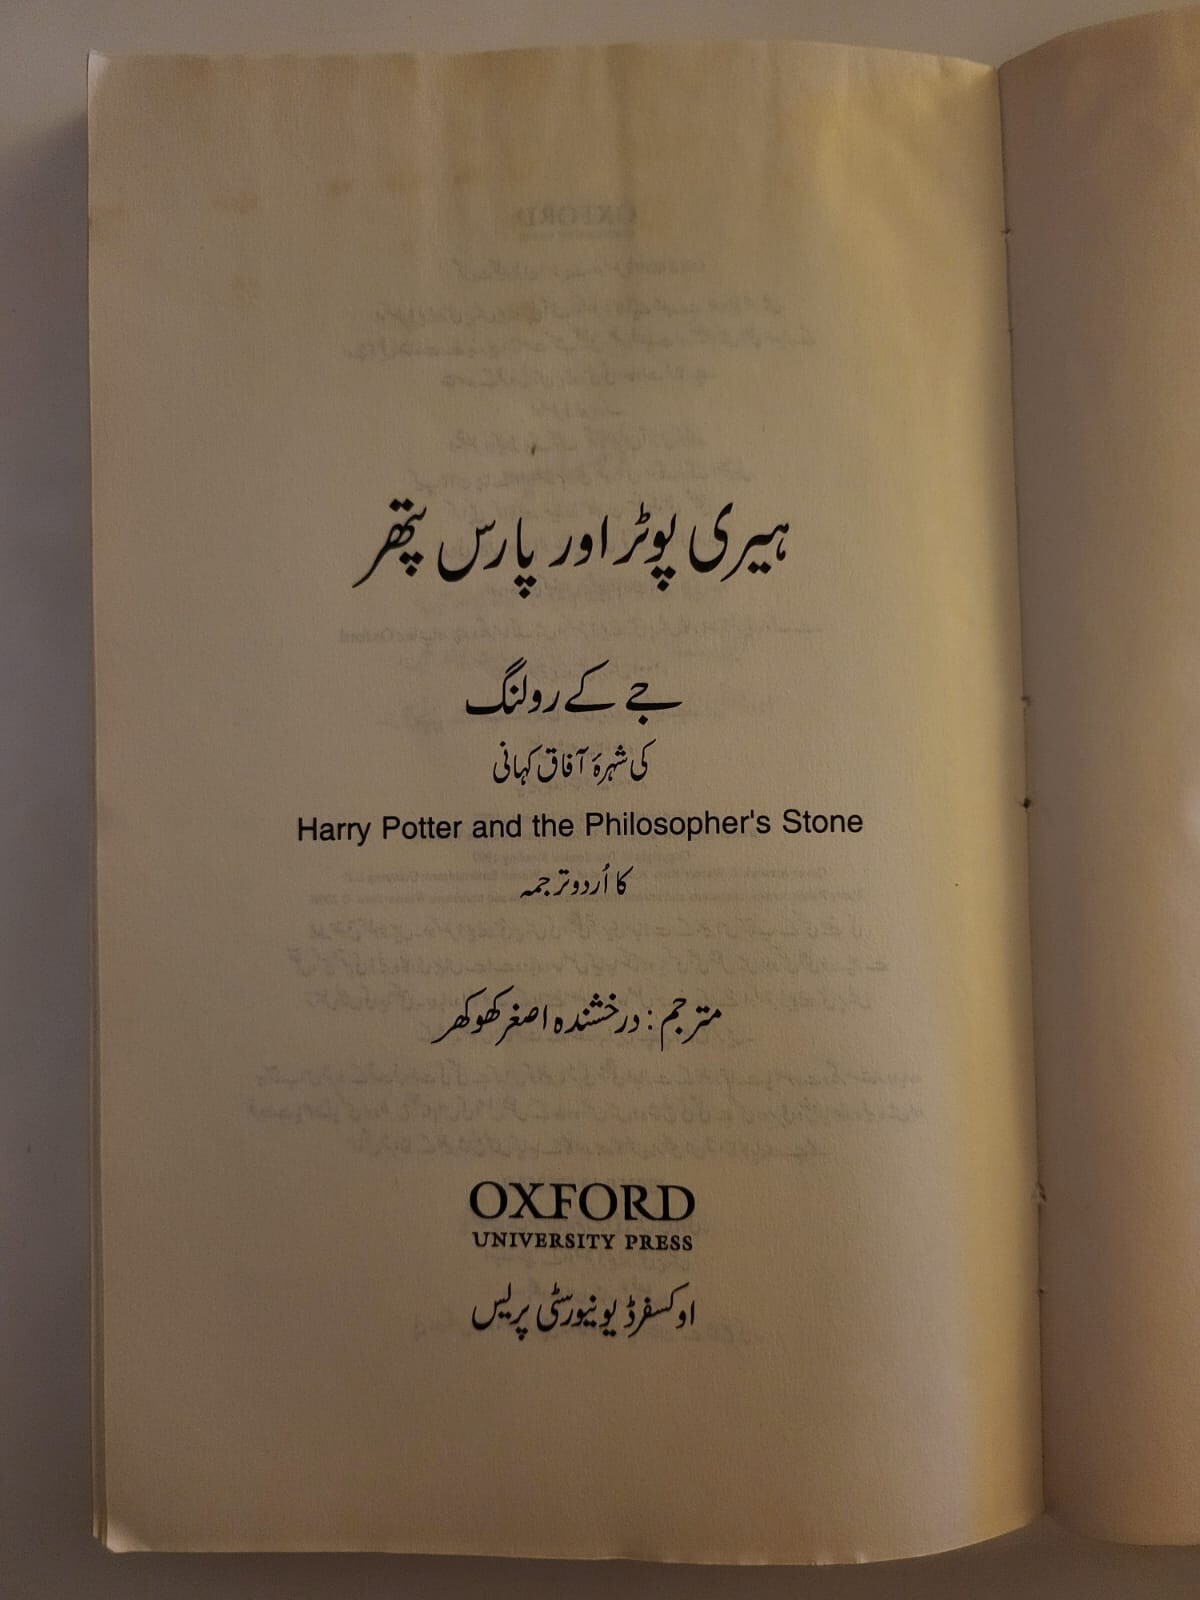 ہیری پوٹر اور پارس پتھر
جے کے رولنگ
کی شہرۂ آفاق کہانی
Harry Potter and the Philosopher's Stone
کا اُردو ترجمہ
مترجم: درخشندہ اصغر کھوکھر
OXFORD
UNIVERSITY PRESS
اوکسفرڈ یونیورسٹی پریس